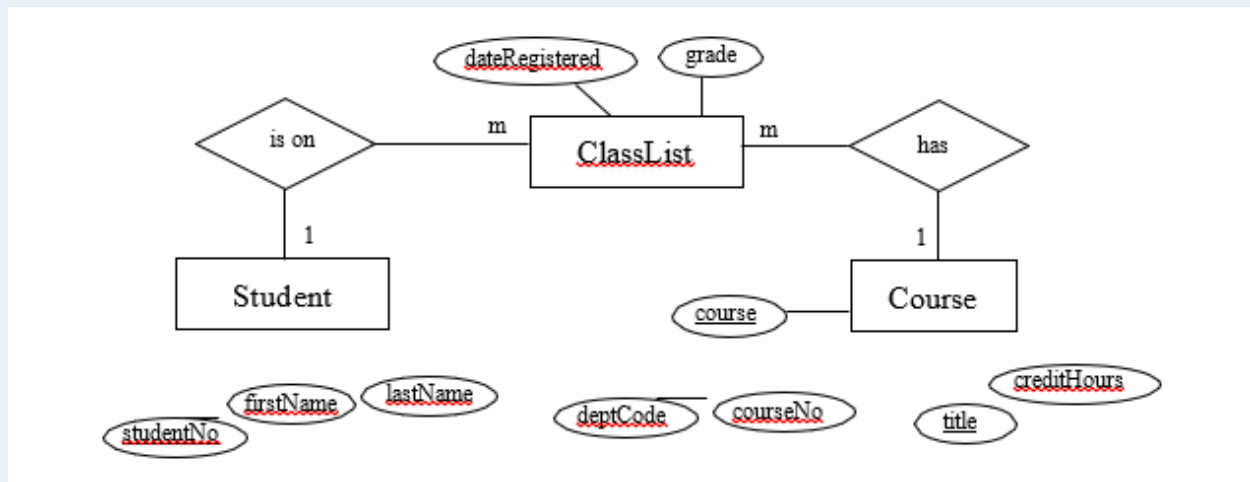 dateRegistered
grade
is on
m
ClassList
m
has
1
1
Student
Course
course
firstName
lastName
creditHours
studentNo
deptCode
courseNo
title